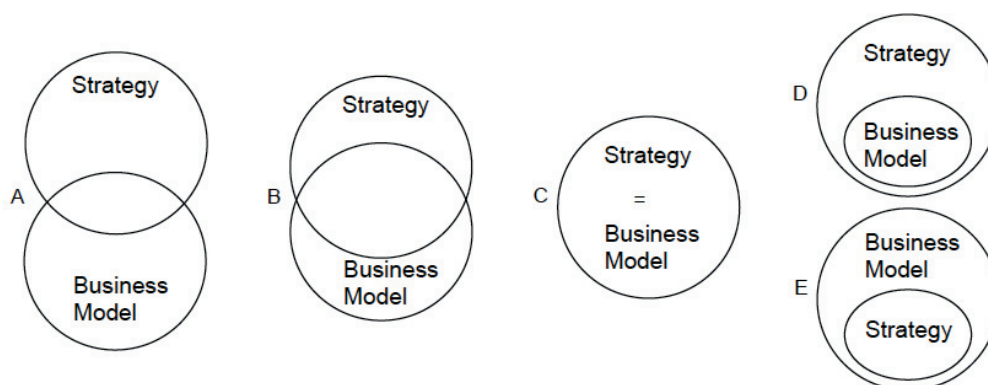 A
Strategy
Business
Model
B
Strategy
Business
Model
C
Strategy
=
Business
Model
D
Strategy
Business
Model
E
Business
Model
Strategy